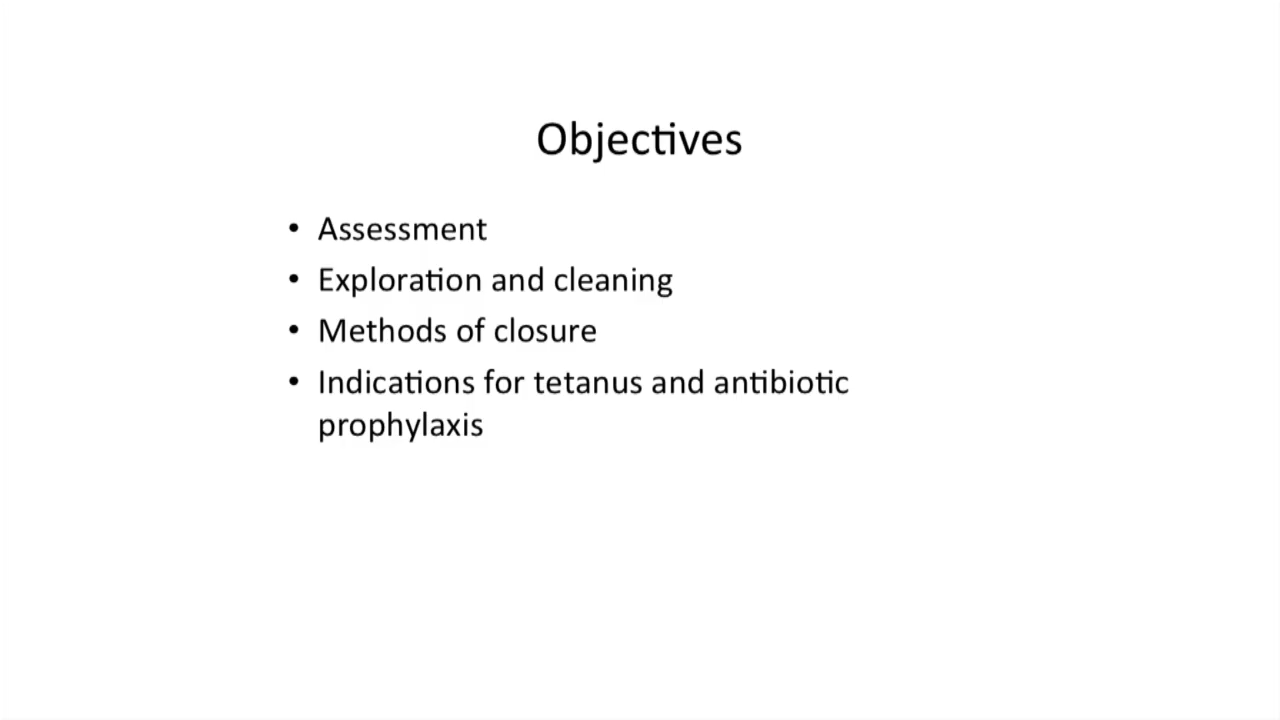 Objectives
• Assessment
• Exploration and cleaning
• Methods of closure
• Indications for tetanus and antibiotic
prophylaxis